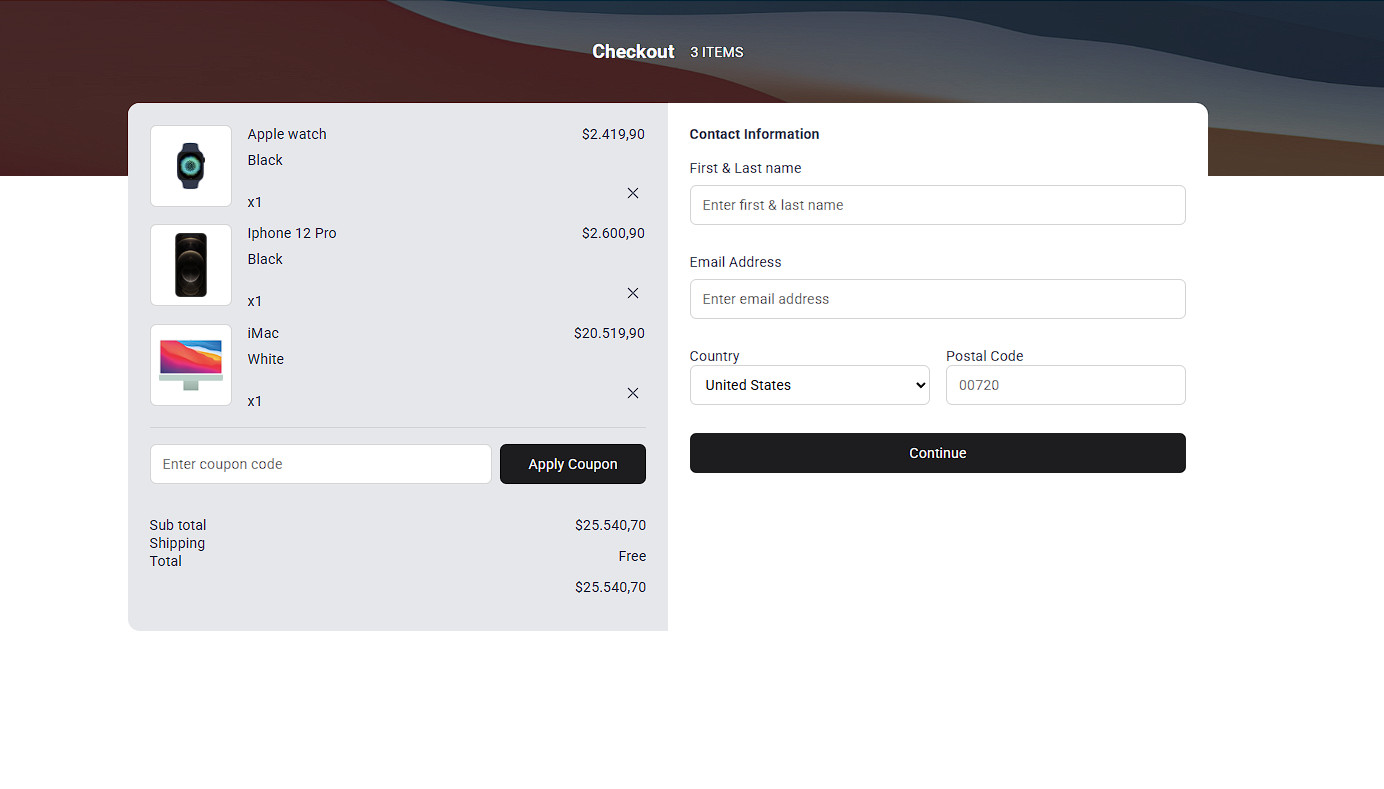 Checkout 3 ITEMS
Apple watch $2.419,90
Black
x1
Iphone 12 Pro $2.600,90
Black
x1
iMac $20.519,90
White
x1
Enter coupon code Apply Coupon
Sub total $25.540,70
Shipping Free
Total $25.540,70
Contact Information
First & Last name
Enter first & last name
Email Address
Enter email address
Country Postal Code
United States 00720
Continue